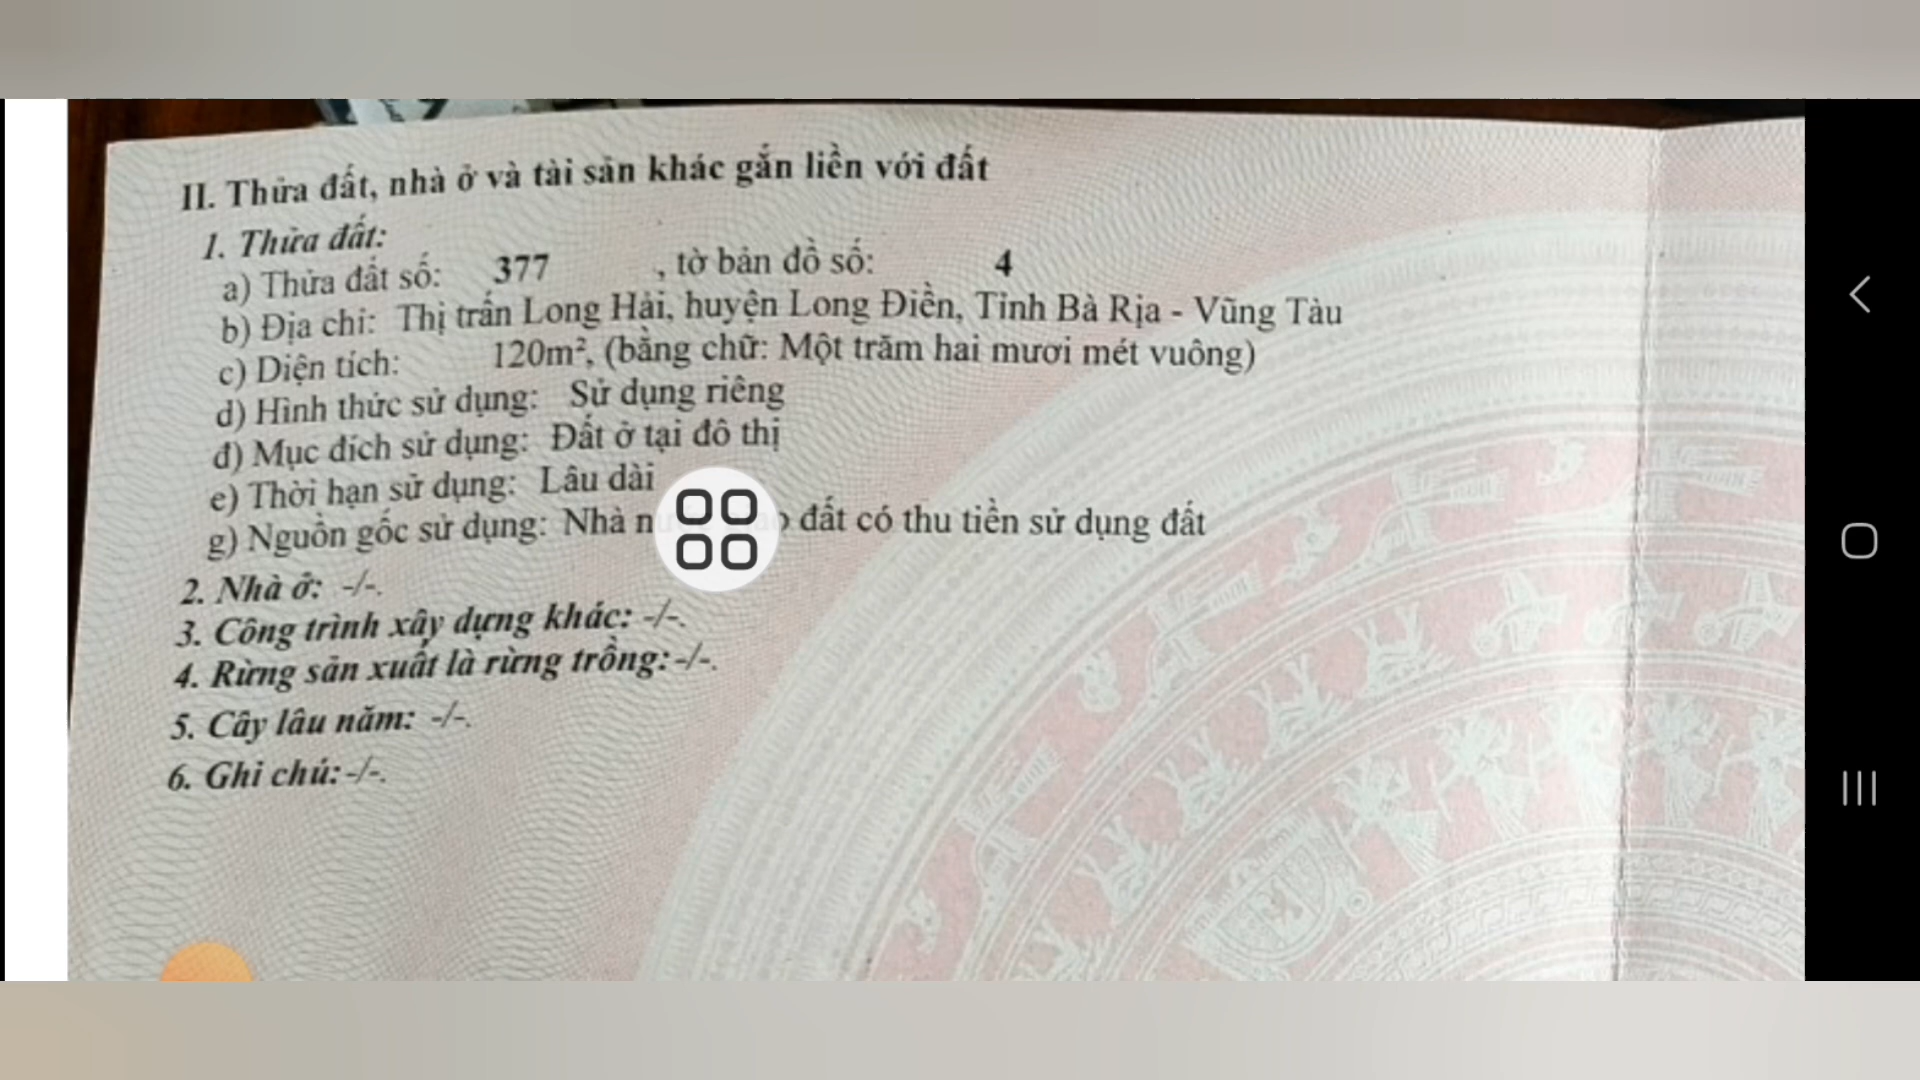 II. Thửa đất, nhà ở và tài sản khác gắn liền với đất
1. Thửa đất:
a) Thửa đất số: 377 , tờ bản đồ số: 4
b) Địa chỉ: Thị trấn Long Hải, huyện Long Điền, Tỉnh Bà Rịa - Vũng Tàu
c) Diện tích: 120m², (bằng chữ: Một trăm hai mươi mét vuông)
d) Hình thức sử dụng: Sử dụng riêng
đ) Mục đích sử dụng: Đất ở tại đô thị
e) Thời hạn sử dụng: Lâu dài
g) Nguồn gốc sử dụng: Nhà đất có thu tiền sử dụng đất
2. Nhà ở: -/-.
3. Công trình xây dựng khác: -/-.
4. Rừng sản xuất là rừng trồng:-/-.
5. Cây lâu năm: -/-.
6. Ghi chú:-/-.